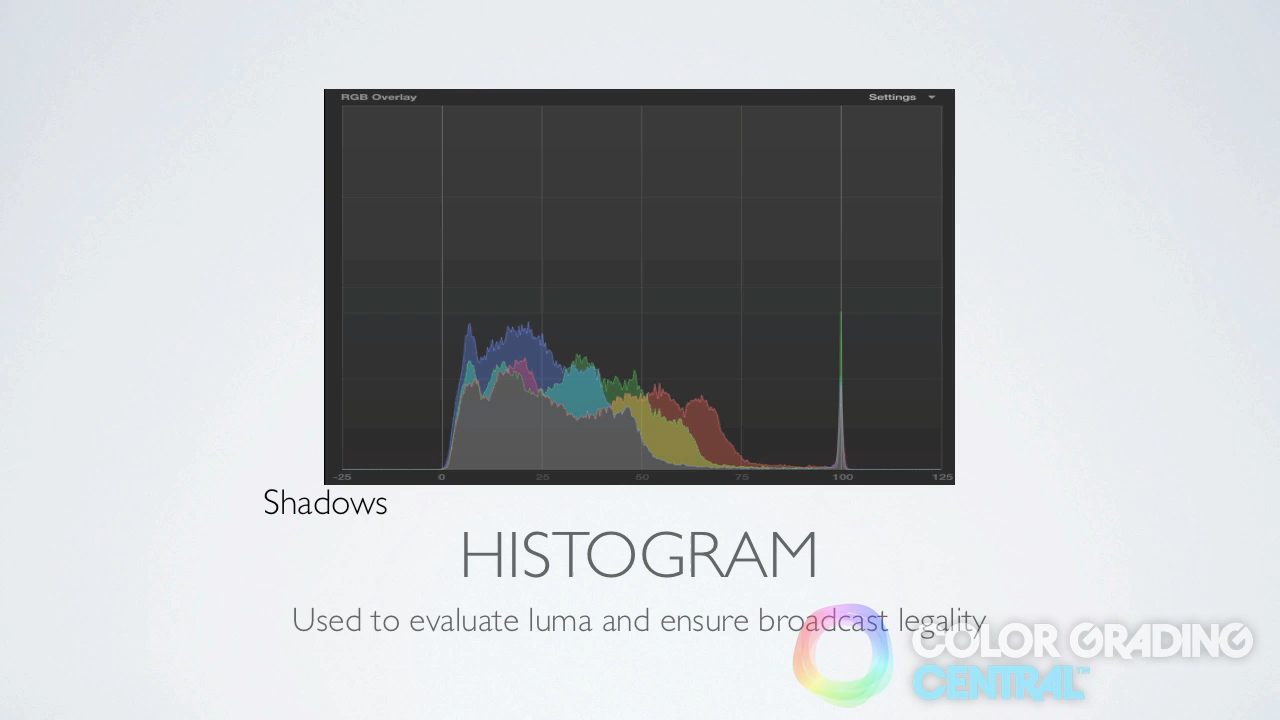 RGB Overlay Settings
-25 0 25 50 75 100 125
Shadows
HISTOGRAM
Used to evaluate luma and ensure broadcast legality
COLOR GRADING
CENTRAL™